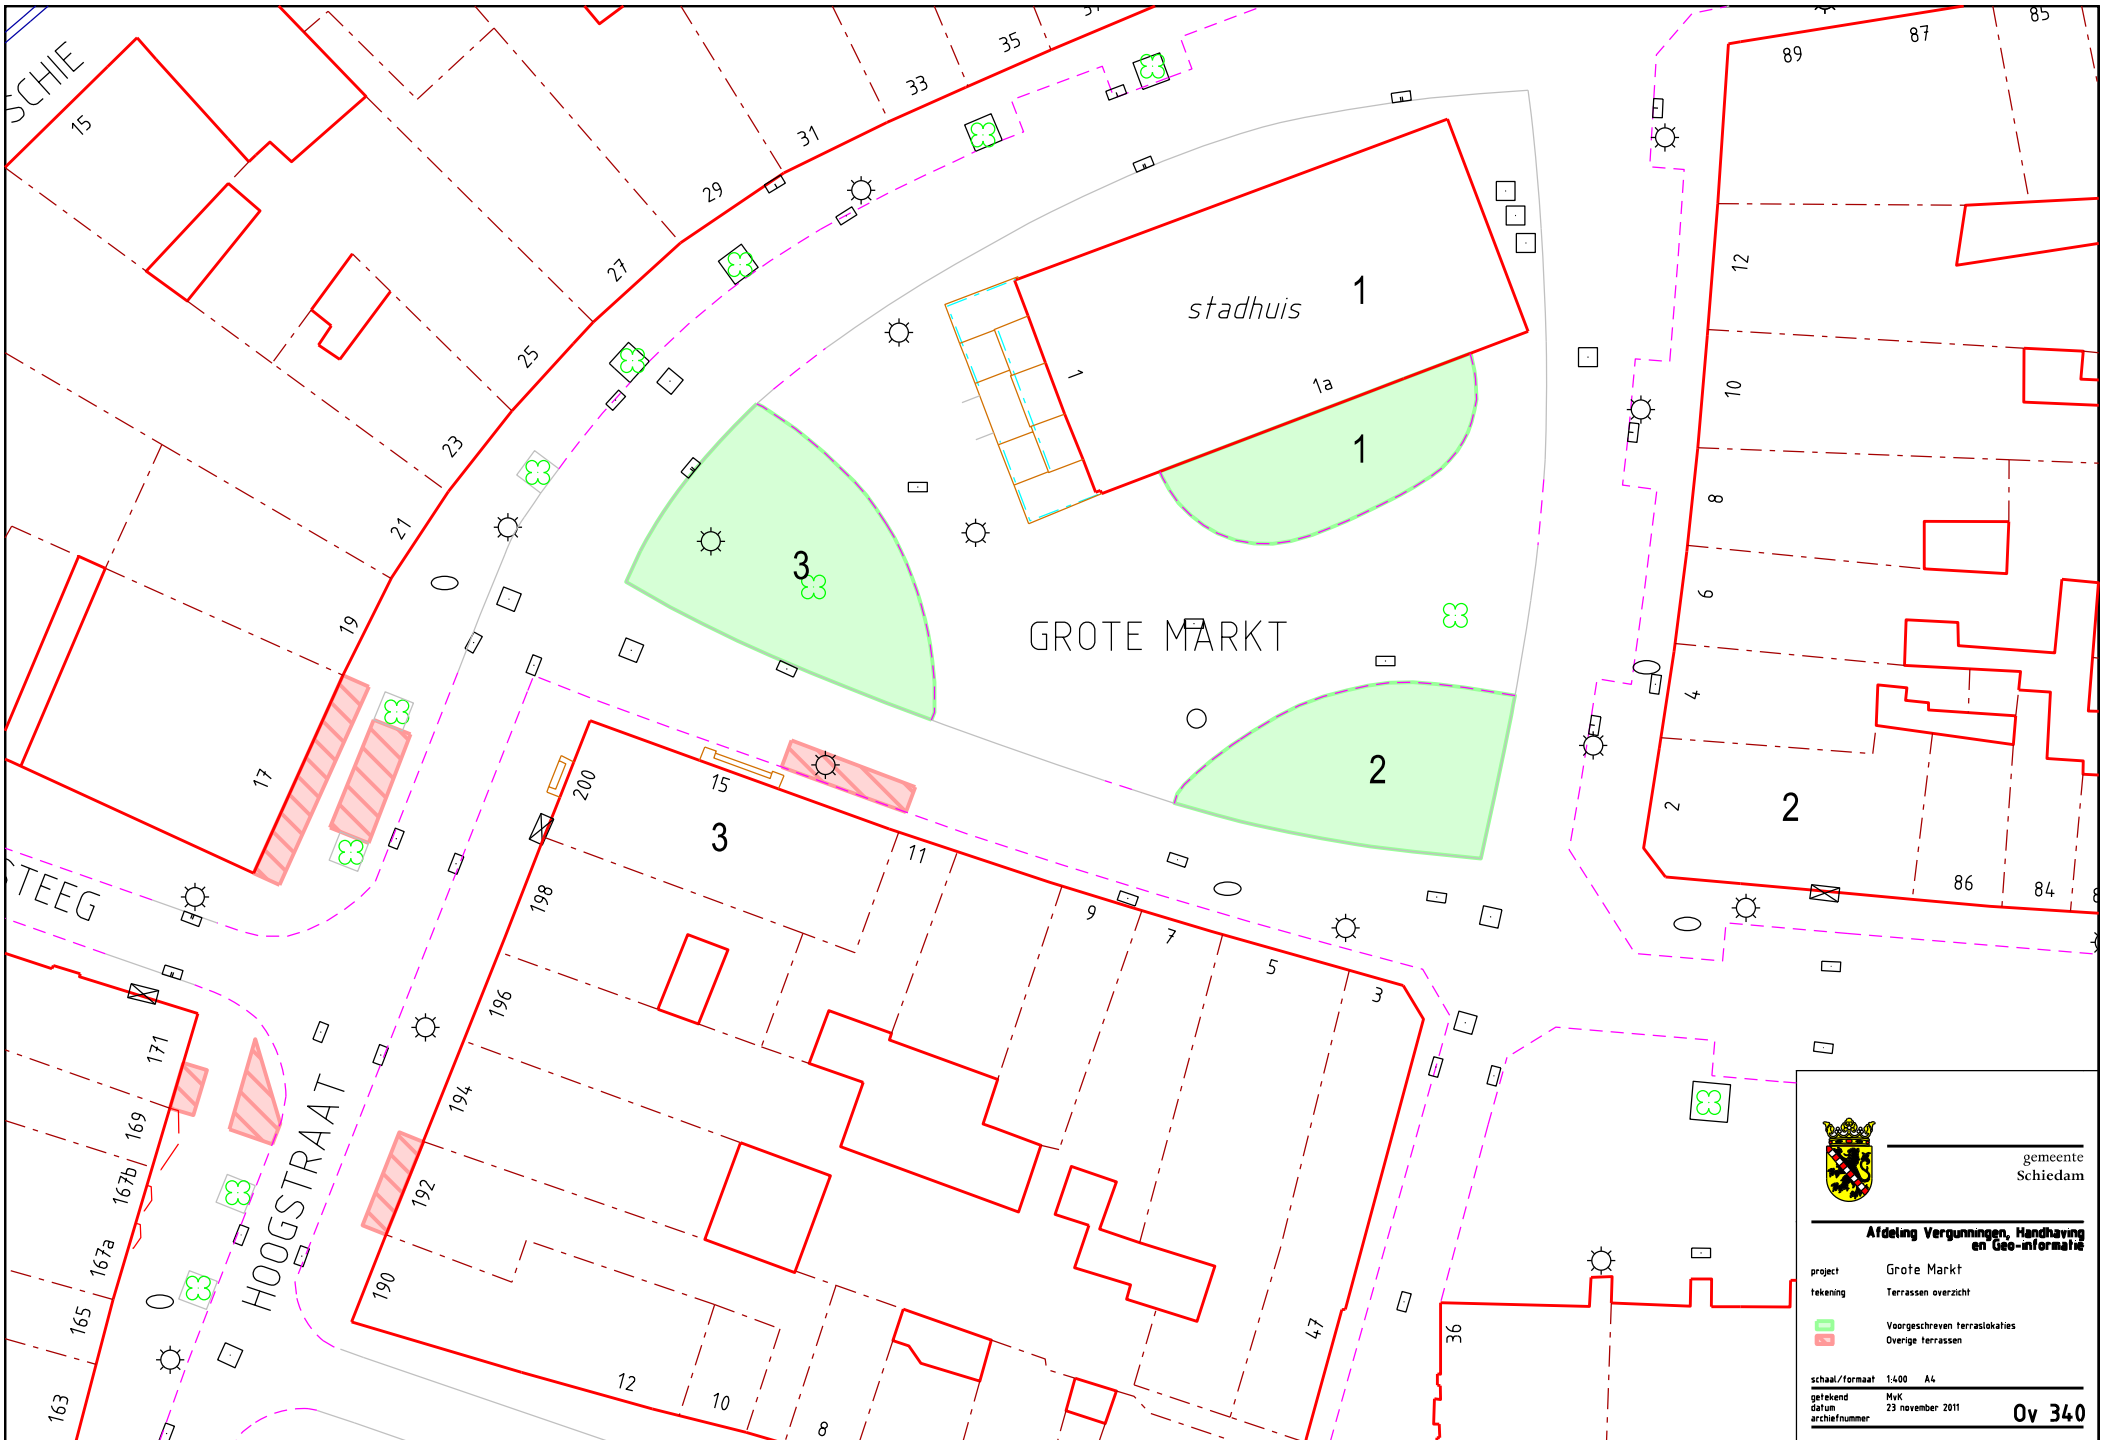 SCHIE
15
37
35
33
31
29
27
25
23
21
19
17
85
87
89
12
10
8
6
4
2
2
86
84
8
stadhuis
1
1
1a
1
3
GROTE MARKT
2
STEEG
200
15
3
11
9
7
5
3
198
196
194
192
190
171
169
167b
167a
165
163
HOOGSTRAAT
12
10
8
47
36
gemeente
Schiedam
Afdeling Vergunningen, Handhaving
en Geo-informatie
project Grote Markt
tekening Terrassen overzicht
Voorgeschreven terraslokaties
Overige terrassen
schaal/formaat 1:400 A4
getekend MvK
datum 23 november 2011
archiefnummer Ov 340